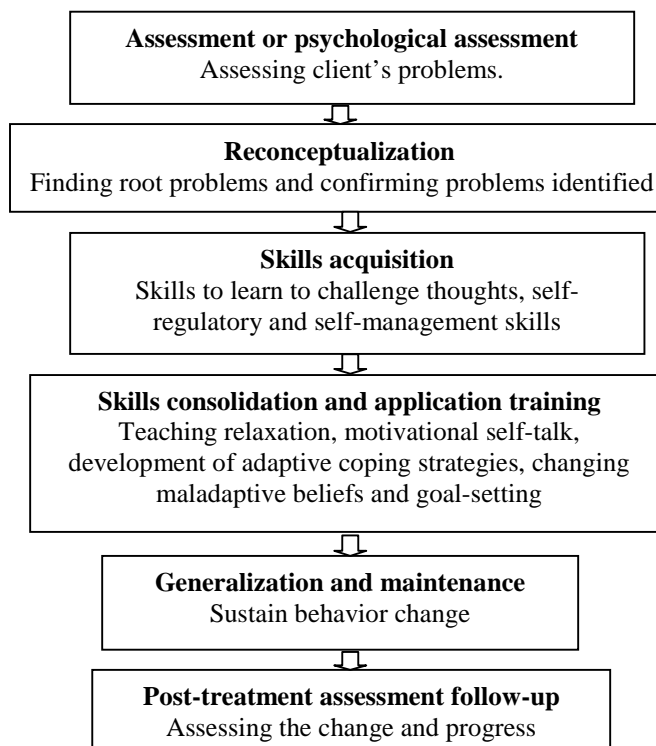 Assessment or psychological assessment
Assessing client’s problems.
Reconceptualization
Finding root problems and confirming problems identified
Skills acquisition
Skills to learn to challenge thoughts, self-
regulatory and self-management skills
Skills consolidation and application training
Teaching relaxation, motivational self-talk,
development of adaptive coping strategies, changing
maladaptive beliefs and goal-setting
Generalization and maintenance
Sustain behavior change
Post-treatment assessment follow-up
Assessing the change and progress